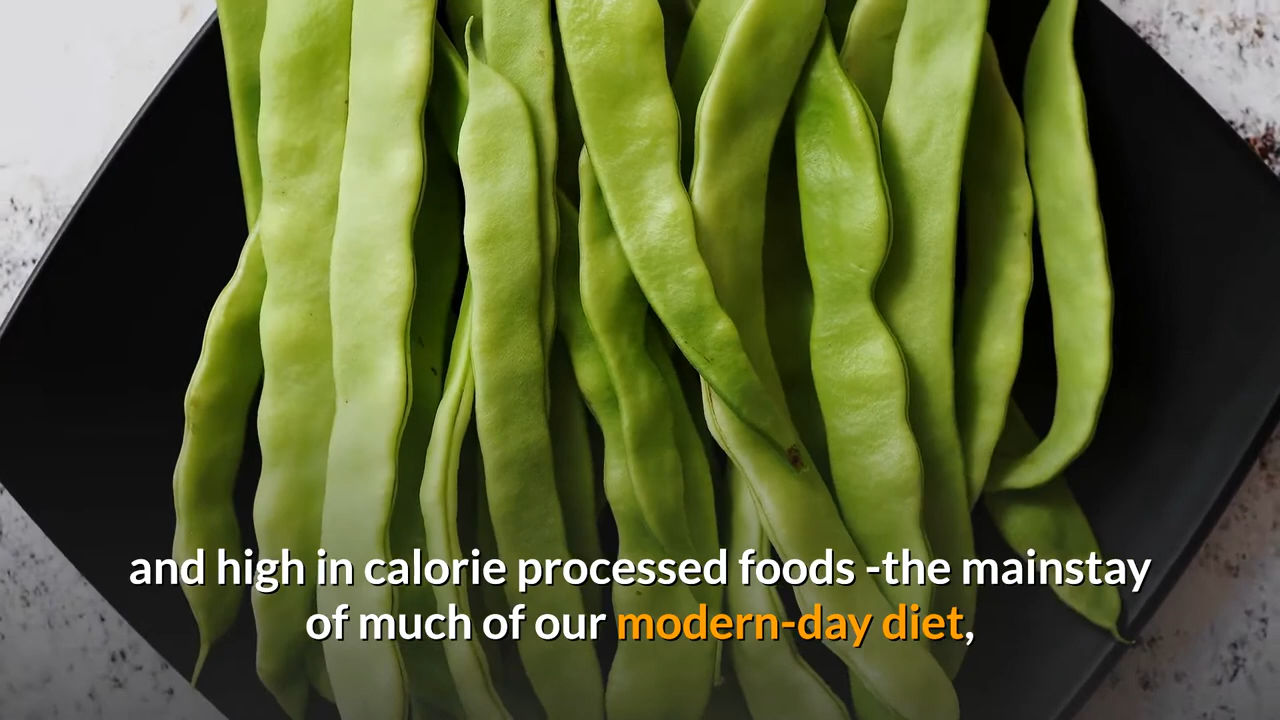 and high in calorie processed foods -the mainstay
of much of our modern-day diet,